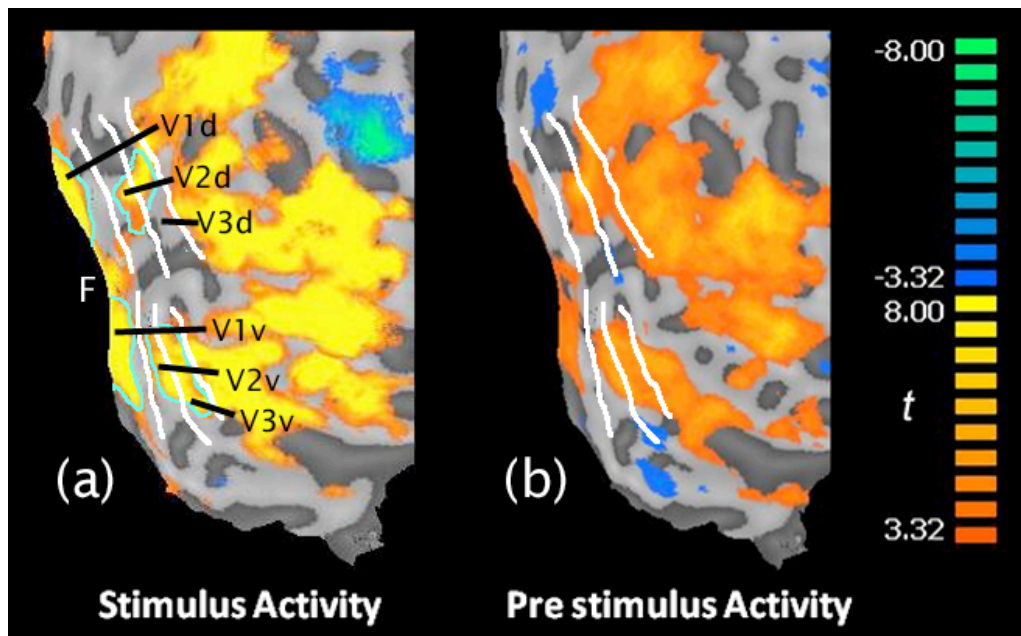 V1d
V2d
V3d
F
V1v
V2v
V3v
(a)
Stimulus Activity
(b)
Pre stimulus Activity
-8.00
-3.32
8.00
t
3.32